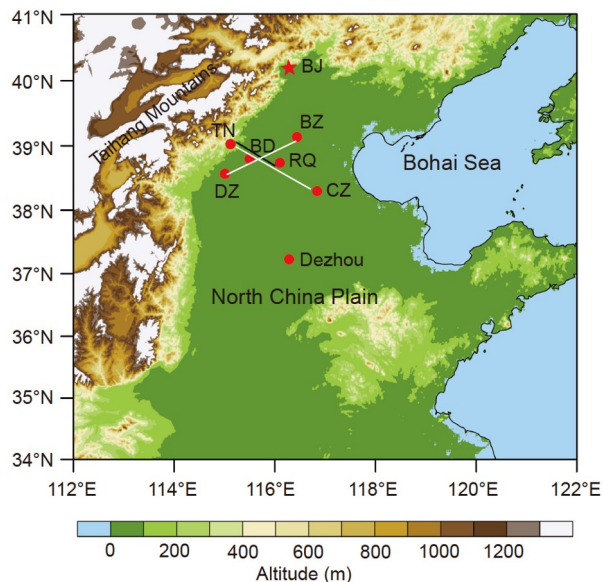 41°N
40°N
39°N
38°N
37°N
36°N
35°N
34°N
BJ
Taihang Mountains
TN
BZ
BD
RQ
Bohai Sea
DZ
CZ
Dezhou
North China Plain
112°E 114°E 116°E 118°E 120°E 122°E
0 200 400 600 800 1000 1200
Altitude (m)